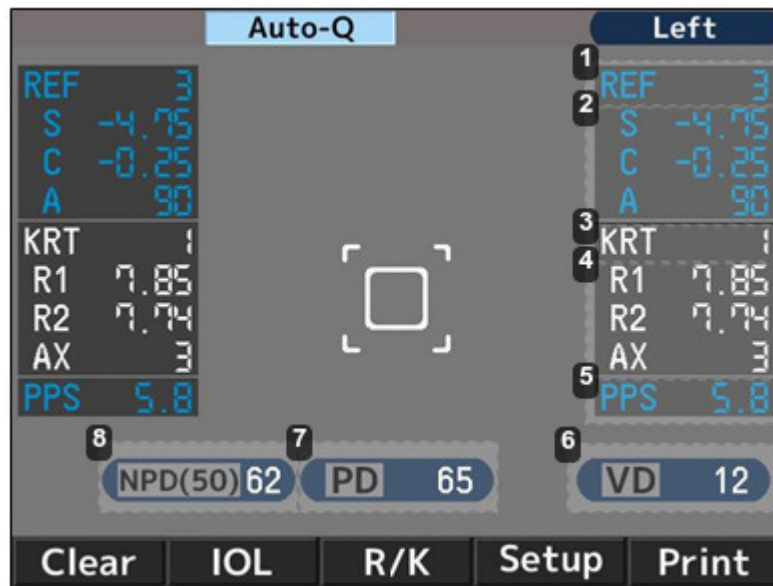 Auto-Q Left
1
REF 3
2
S -4.75
C -0.25
A 90
3
KRT 1
4
R1 7.85
R2 7.74
AX 3
5
PPS 5.8
REF 3
S -4.75
C -0.25
A 90
KRT 1
R1 7.85
R2 7.74
AX 3
PPS 5.8
8
NPD(50) 62
7
PD 65
6
VD 12
Clear IOL R/K Setup Print